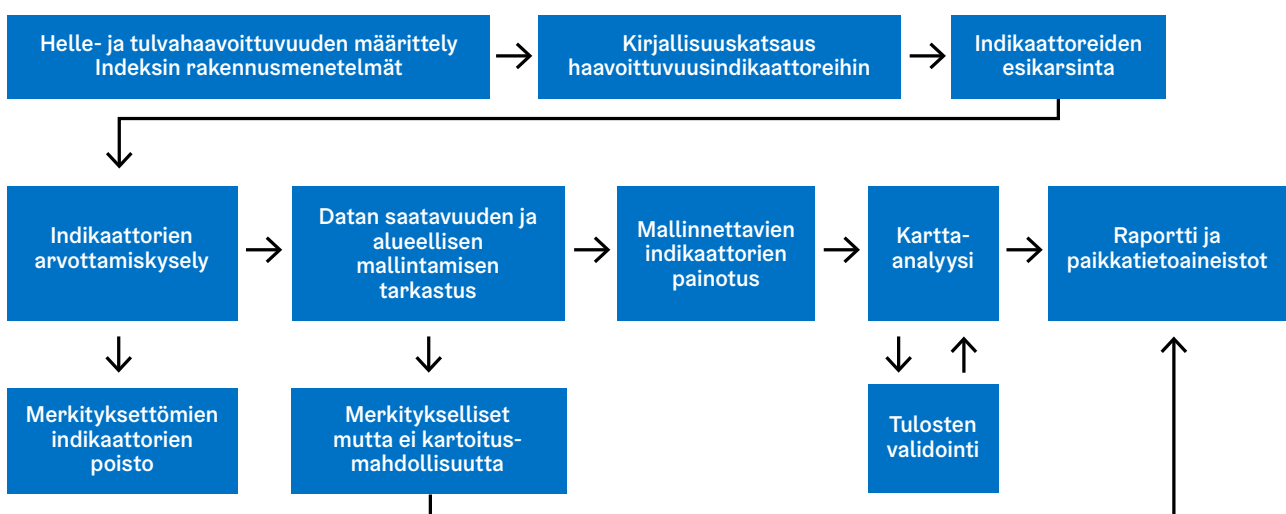 Helle- ja tulvahaavoittuvuuden määrittely
Indeksin rakennusmenetelmät
Kirjallisuuskatsaus
haavoittuvuusindikaattoreihin
Indikaattoreiden
esikarsinta
Indikaattorien
arvottamiskysely
Datan saatavuuden ja
alueellisen
mallintamisen
tarkastus
Mallinnettavien
indikaattorien
painotus
Kartta-
analyysi
Raportti ja
paikkatietoaineistot
Merkityksettömien
indikaattorien
poisto
Merkitykselliset
mutta ei kartoitus-
mahdollisuutta
Tulosten
validointi